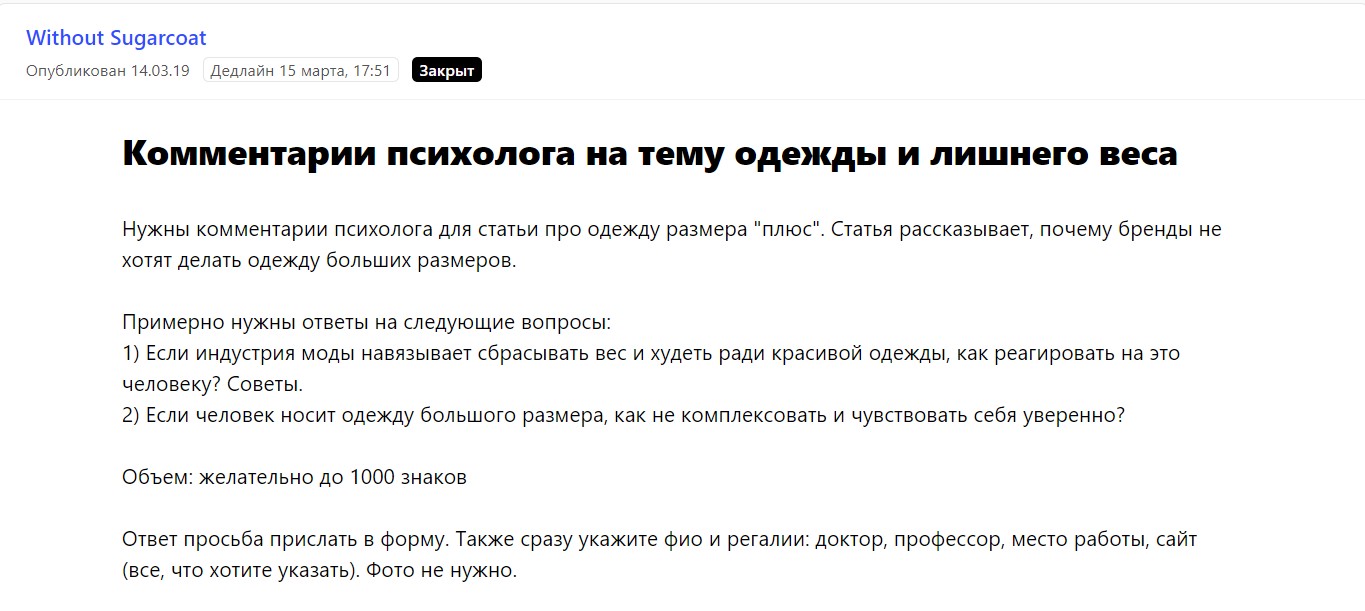 Without Sugarcoat
Опубликован 14.03.19 Дедлайн 15 марта, 17:51 Закрыт
Комментарии психолога на тему одежды и лишнего веса
Нужны комментарии психолога для статьи про одежду размера "плюс". Статья рассказывает, почему бренды не
хотят делать одежду больших размеров.
Примерно нужны ответы на следующие вопросы:
1) Если индустрия моды навязывает сбрасывать вес и худеть ради красивой одежды, как реагировать на это
человеку? Советы.
2) Если человек носит одежду большого размера, как не комплексовать и чувствовать себя уверенно?
Объем: желательно до 1000 знаков
Ответ просьба прислать в форму. Также сразу укажите фио и регалии: доктор, профессор, место работы, сайт
(все, что хотите указать). Фото не нужно.